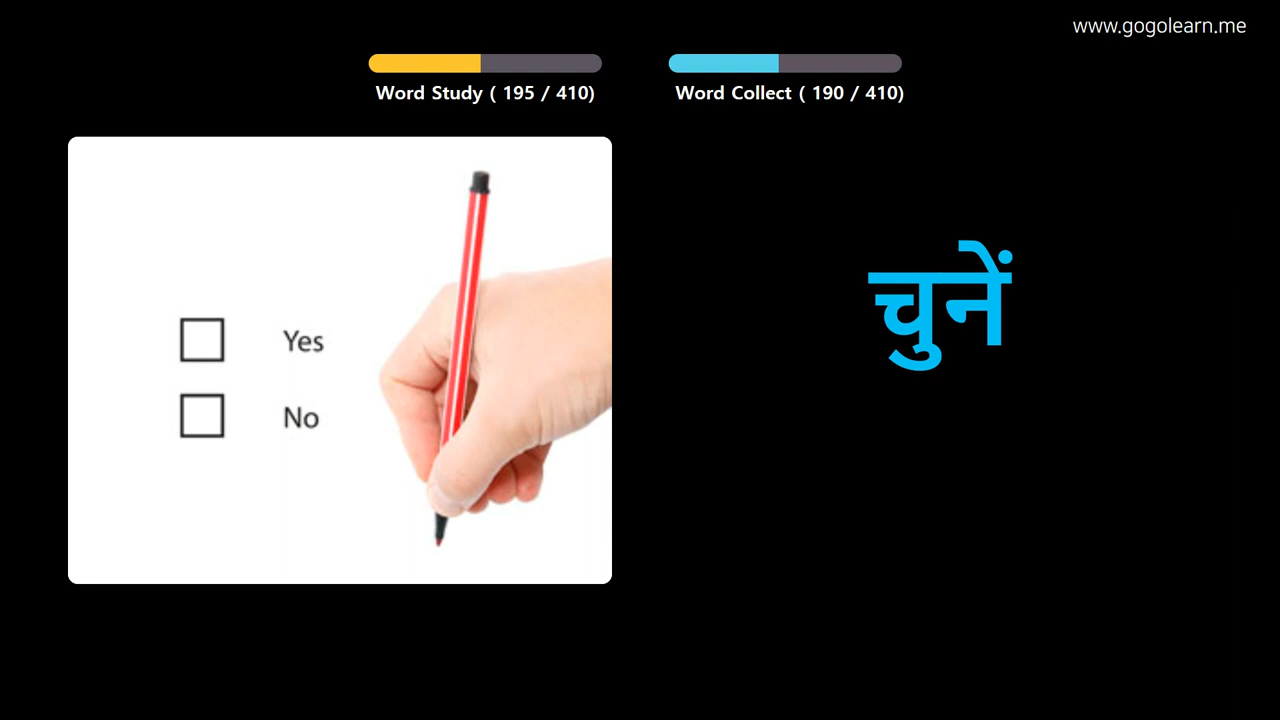 www.gogolearn.me
Word Study ( 195 / 410)
Word Collect ( 190 / 410)
Yes
No
चुनें